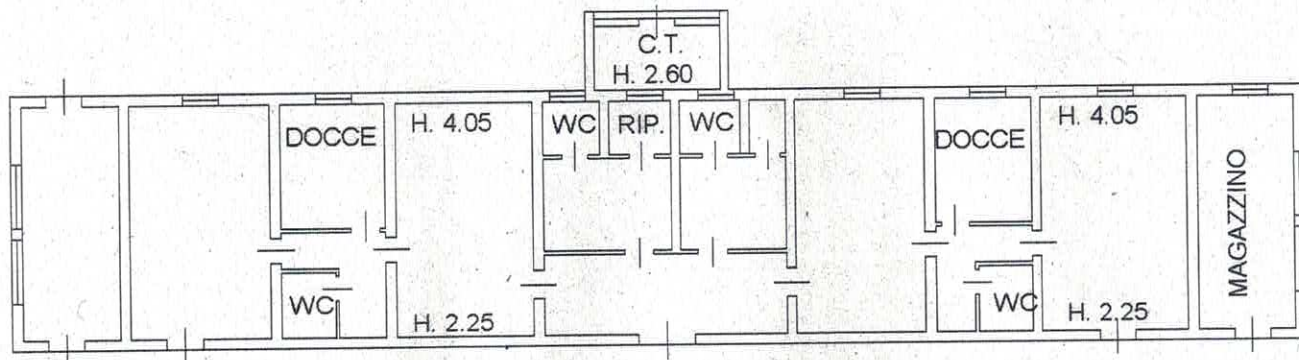 C.T.
H. 2.60
DOCCE
H. 4.05
WC
RIP.
WC
DOCCE
H. 4.05
MAGAZZINO
WC
H. 2.25
WC
H. 2.25